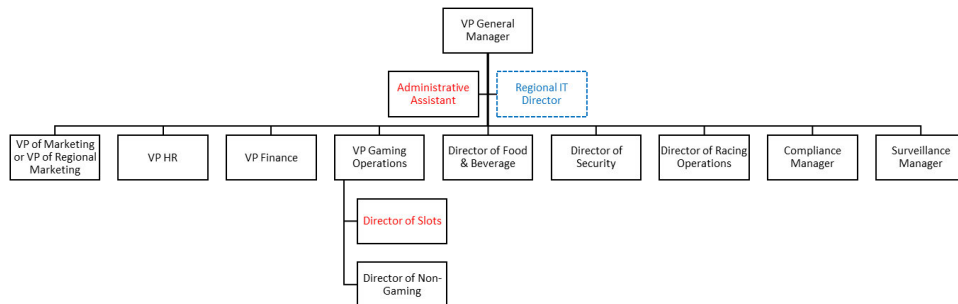 VP General
Manager
Administrative
Assistant
Regional IT
Director
VP of Marketing
or VP of Regional
Marketing
VP HR
VP Finance
VP Gaming
Operations
Director of Food
& Beverage
Director of
Security
Director of Racing
Operations
Compliance
Manager
Surveillance
Manager
Director of Slots
Director of Non-
Gaming